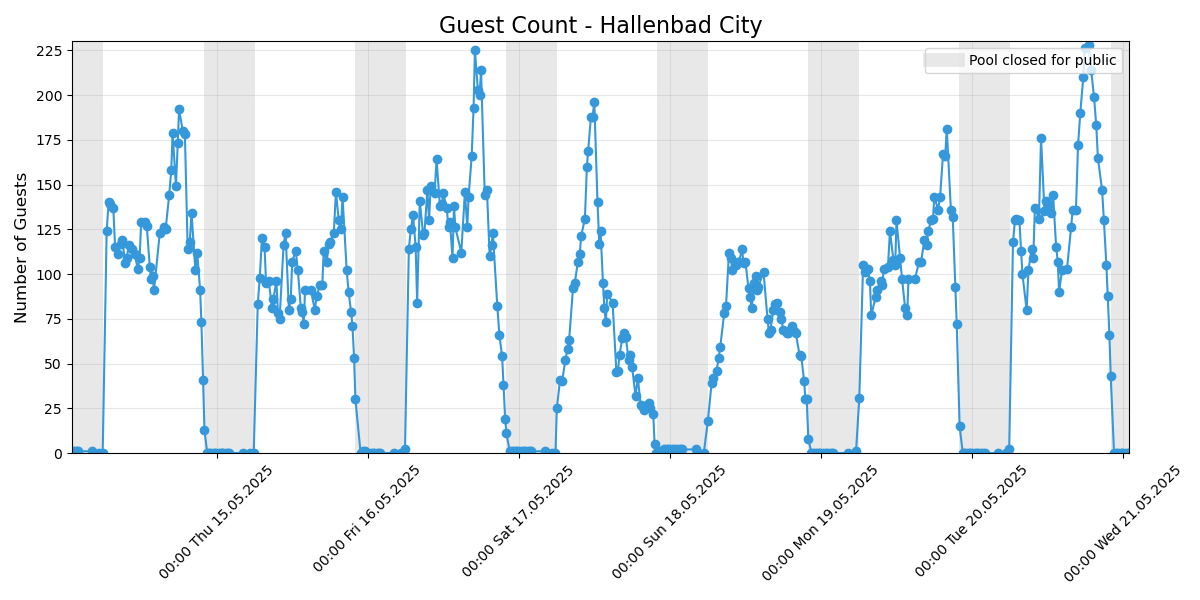 Guest Count - Hallenbad City
Pool closed for public
Number of Guests
225
200
175
150
125
100
75
50
25
0
00:00 Thu 15.05.2025
00:00 Fri 16.05.2025
00:00 Sat 17.05.2025
00:00 Sun 18.05.2025
00:00 Mon 19.05.2025
00:00 Tue 20.05.2025
00:00 Wed 21.05.2025